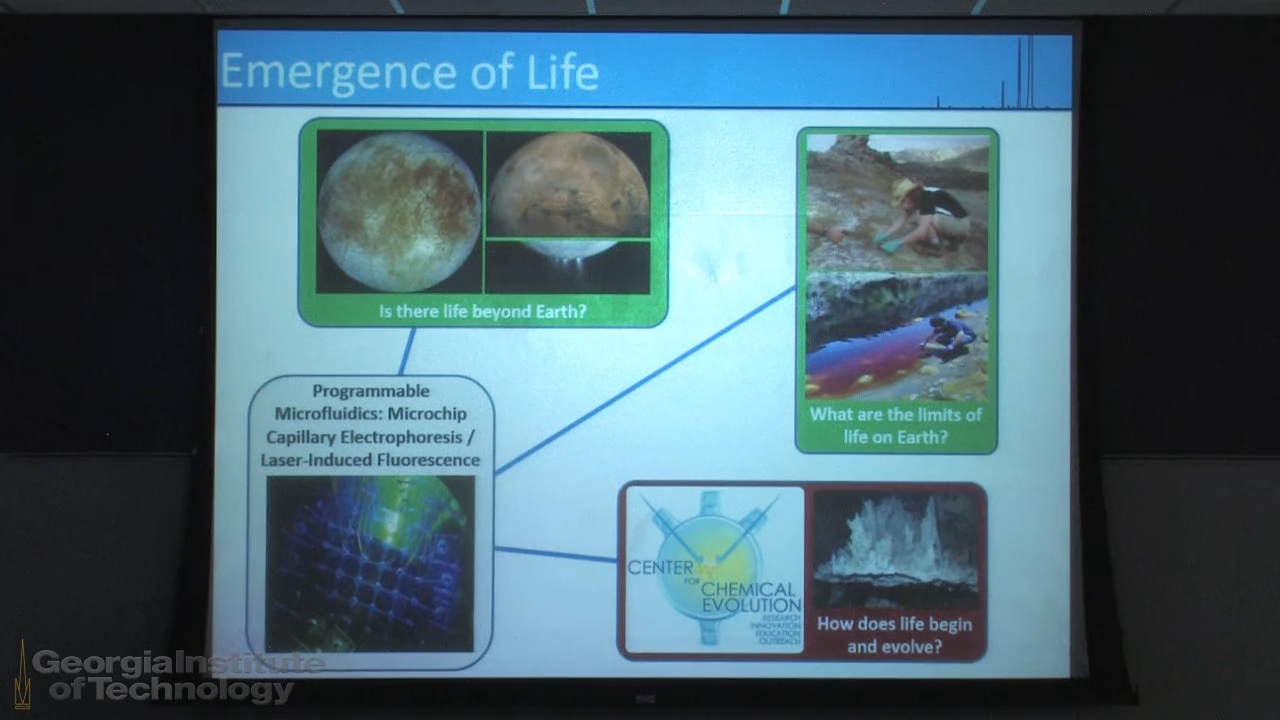 Emergence of Life
Is there life beyond Earth?
What are the limits of
life on Earth?
Programmable
Microfluidics: Microchip
Capillary Electrophoresis /
Laser-Induced Fluorescence
CENTER
FOR
CHEMICAL
EVOLUTION
RESEARCH
INNOVATION
EDUCATION
OUTREACH
How does life begin
and evolve?
GeorgiaInstitute
of Technology